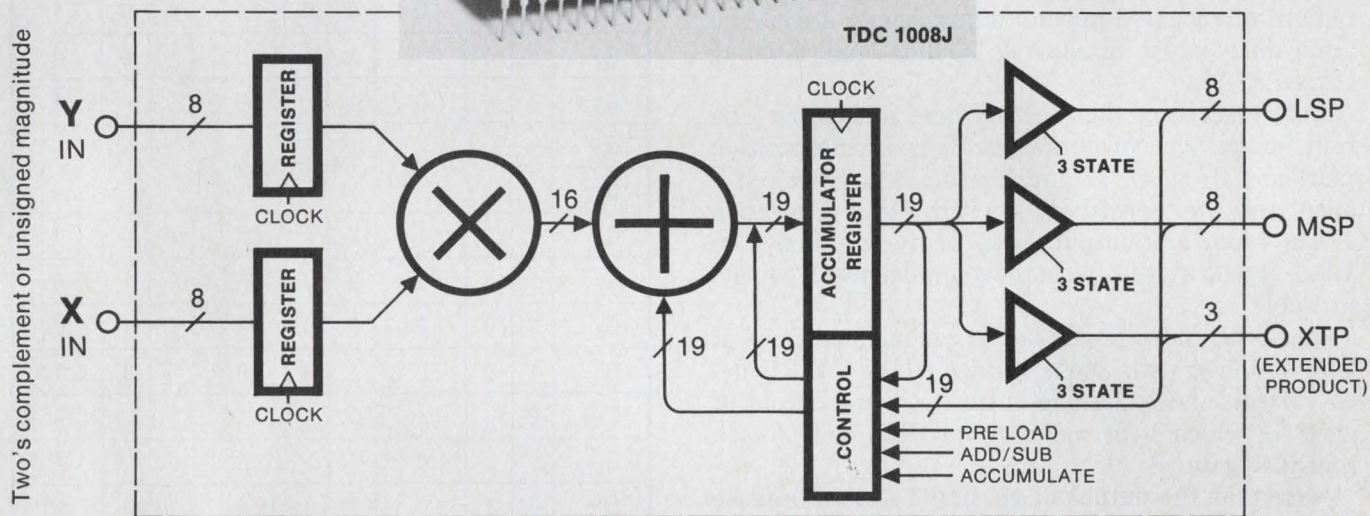 TDC 1008J
Two's complement or unsigned magnitude
Y
IN
8
REGISTER
CLOCK
X
IN
8
REGISTER
CLOCK
16
19
19
19
CLOCK
ACCUMULATOR
REGISTER
CONTROL
19
19
PRE LOAD
ADD/SUB
ACCUMULATE
3 STATE
8
LSP
3 STATE
8
MSP
3 STATE
3
XTP
(EXTENDED
PRODUCT)